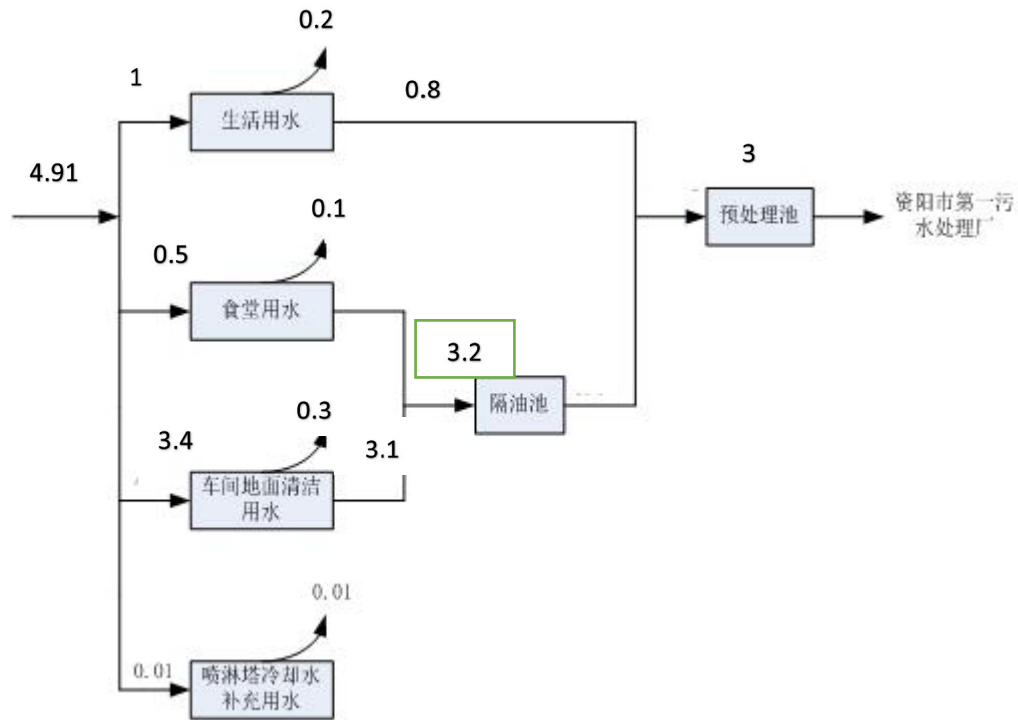 0.2
1
0.8
生活用水
4.91
3
预处理池
资阳市第一污
水处理厂
0.1
0.5
食堂用水
3.2
隔油池
0.3
3.4
3.1
车间地面清洁
用水
0.01
0.01
喷淋塔冷却水
补充用水